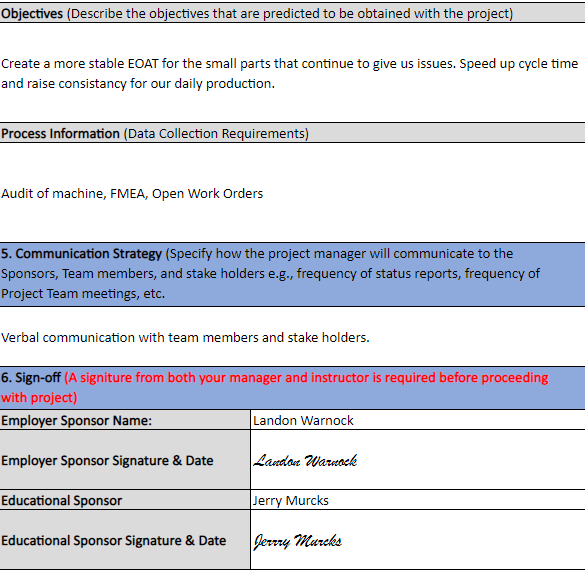 Objectives (Describe the objectives that are predicted to be obtained with the project)
Create a more stable EOAT for the small parts that continue to give us issues. Speed up cycle time
and raise consistancy for our daily production.
Process Information (Data Collection Requirements)
Audit of machine, FMEA, Open Work Orders
5. Communication Strategy (Specify how the project manager will communicate to the
Sponsors, Team members, and stake holders e.g., frequency of status reports, frequency of
Project Team meetings, etc.
Verbal communication with team members and stake holders.
6. Sign-off (A signiture from both your manager and instructor is required before proceeding
with project)
Employer Sponsor Name: Landon Warnock
Employer Sponsor Signature & Date Landon Warnock
Educational Sponsor Jerry Murcks
Educational Sponsor Signature & Date Jerrry Murcks